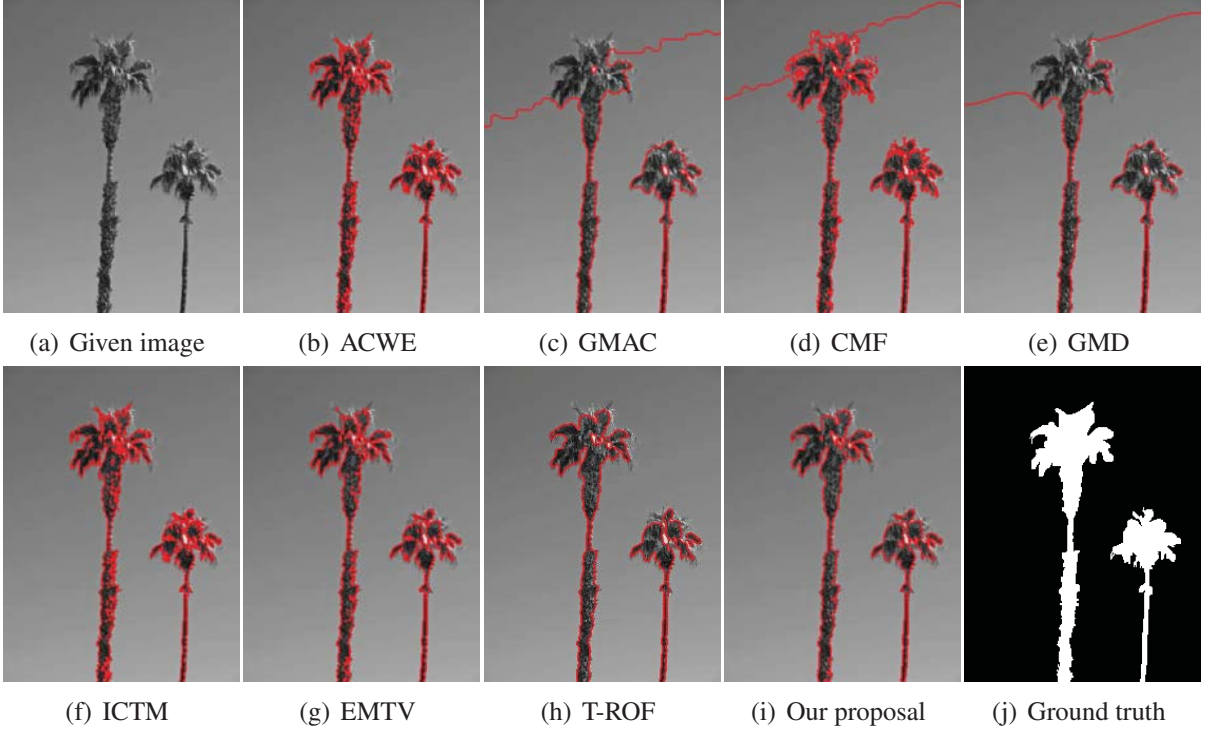 (a) Given image
(b) ACWE
(c) GMAC
(d) CMF
(e) GMD
(f) ICTM
(g) EMTV
(h) T-ROF
(i) Our proposal
(j) Ground truth